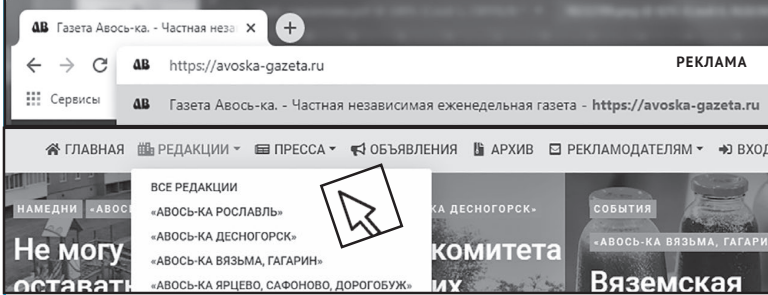 АВ Газета Авось-ка. - Частная неза
https://avoska-gazeta.ru
РЕКЛАМА
Сервисы
АВ Газета Авось-ка. - Частная независимая еженедельная газета - https://avoska-gazeta.ru
ГЛАВНАЯ РЕДАКЦИИ ПРЕССА ОБЪЯВЛЕНИЯ АРХИВ РЕКЛАМОДАТЕЛЯМ ВХОД
ВСЕ РЕДАКЦИИ
«АВОСЬ-КА РОСЛАВЛЬ»
«АВОСЬ-КА ДЕСНОГОРСК»
«АВОСЬ-КА ВЯЗЬМА, ГАГАРИН»
«АВОСЬ-КА ЯРЦЕВО, САФОНОВО, ДОРОГОБУЖ»
НАМЕДНИ «АВОС
КА ДЕСНОГОРСК»
Не могу
комитета
оставать
их
СОБЫТИЯ
«АВОСЬ-КА ВЯЗЬМА, ГАГАРИ
Вяземская